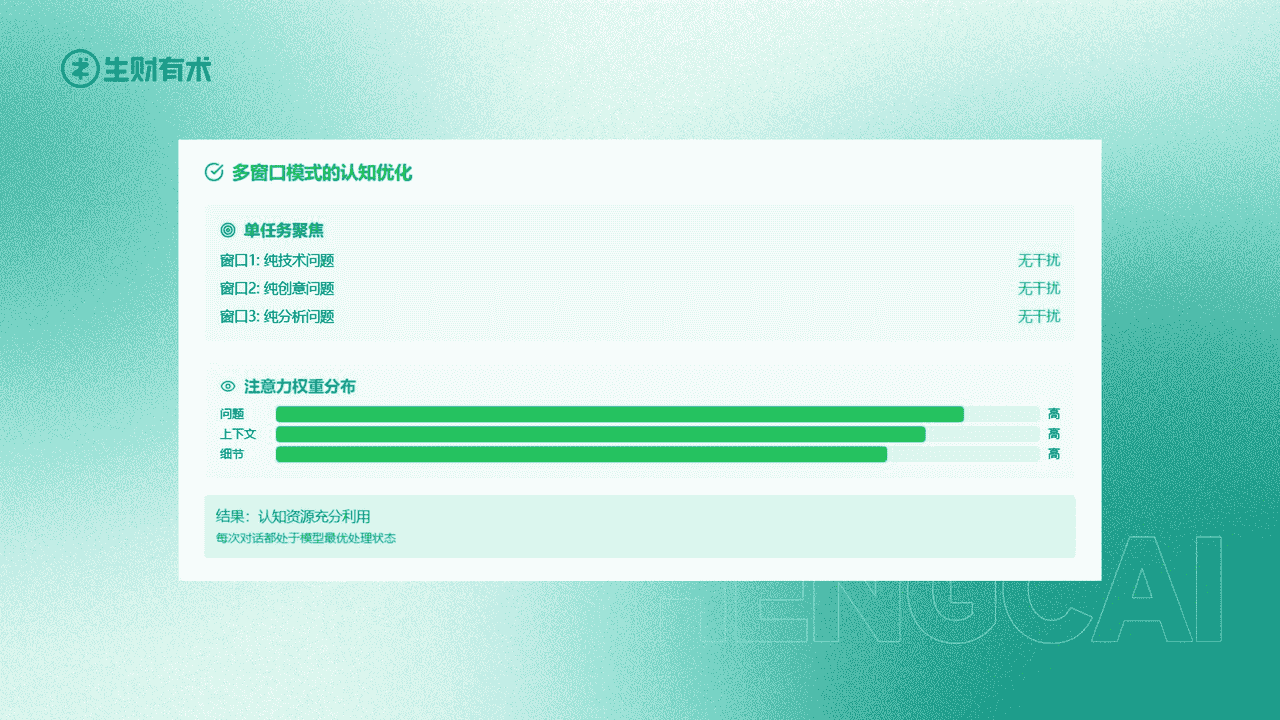 生财有术
多窗口模式的认知优化
单任务聚焦
窗口1: 纯技术问题 无干扰
窗口2: 纯创意问题 无干扰
窗口3: 纯分析问题 无干扰
注意力权重分布
问题 高
上下文 高
细节 高
结果：认知资源充分利用
每次对话都处于模型最优处理状态
HENGCAI